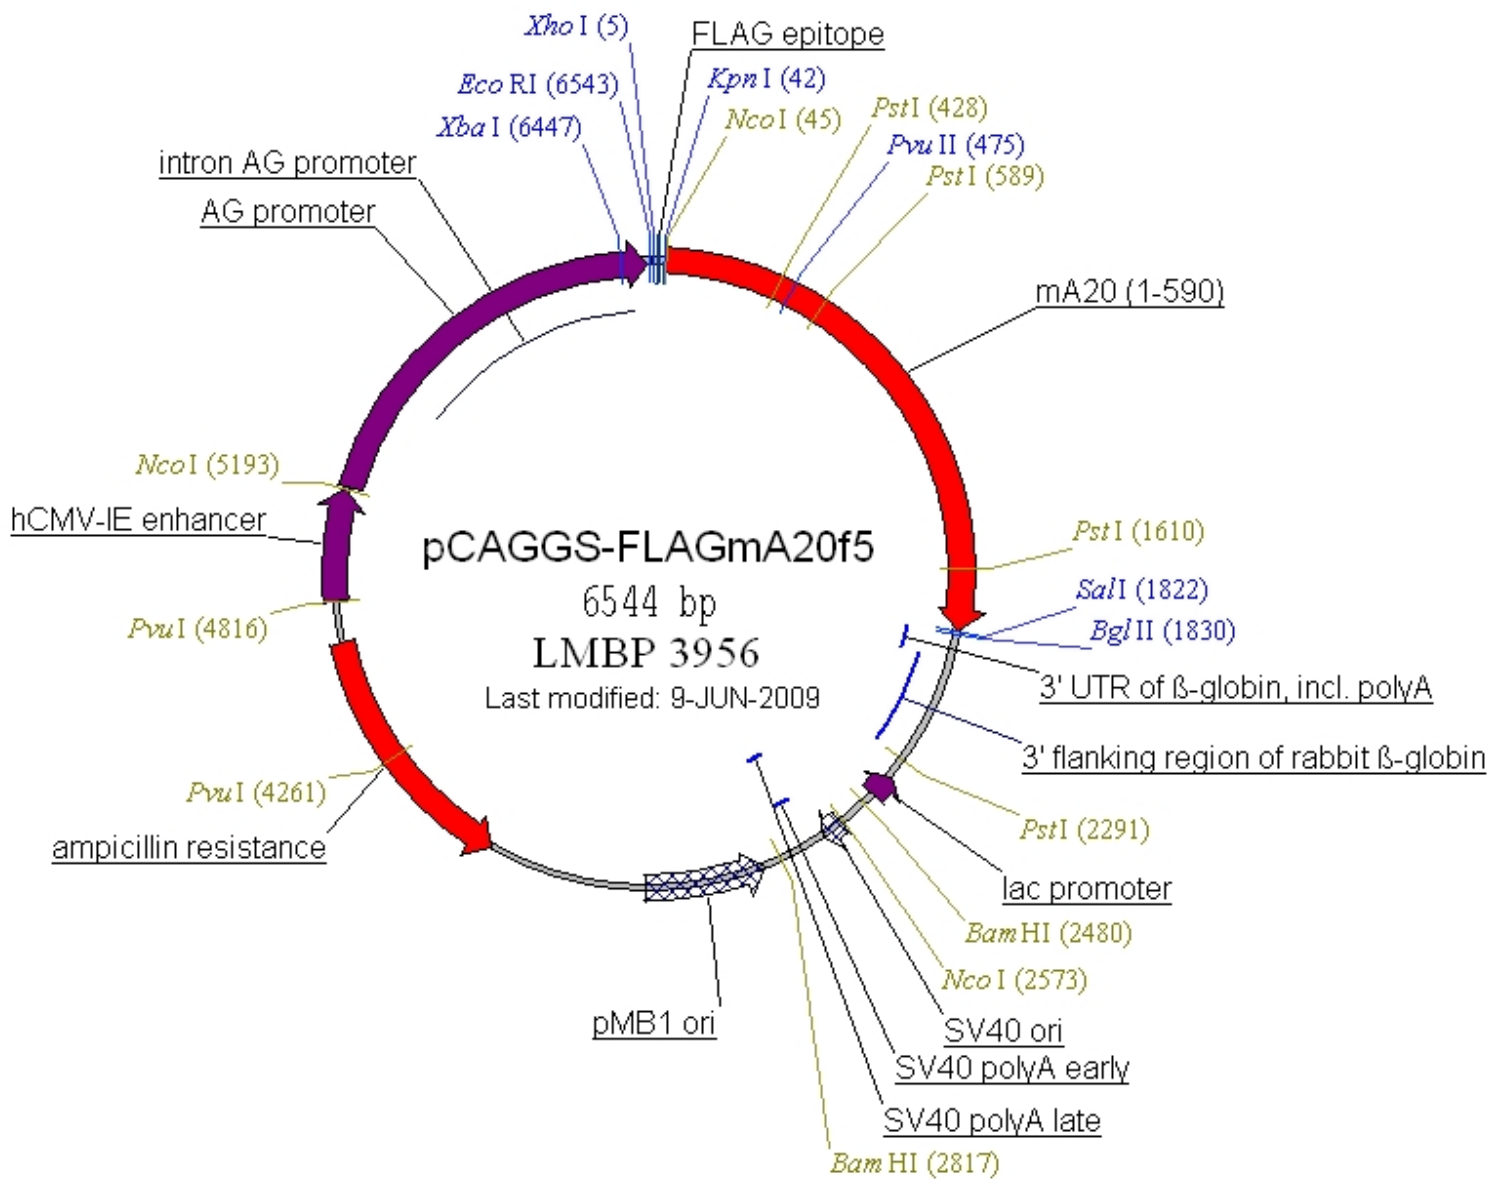 Xho I (5)
FLAG epitope
Eco RI (6543)
Kpn I (42)
Xba I (6447)
Nco I (45)
Pst I (428)
Pvu II (475)
Pst I (589)
intron AG promoter
AG promoter
mA20 (1-590)
Nco I (5193)
hCMV-IE enhancer
Pvu I (4816)
pCAGGS-FLAGmA20f5
6544 bp
LMBP 3956
Last modified: 9-JUN-2009
Pst I (1610)
Sal I (1822)
Bgl II (1830)
3' UTR of ß-globin, incl. polyA
3' flanking region of rabbit ß-globin
Pvu I (4261)
ampicillin resistance
Pst I (2291)
lac promoter
Bam HI (2480)
Nco I (2573)
pMB1 ori
SV40 ori
SV40 polyA early
SV40 polyA late
Bam HI (2817)